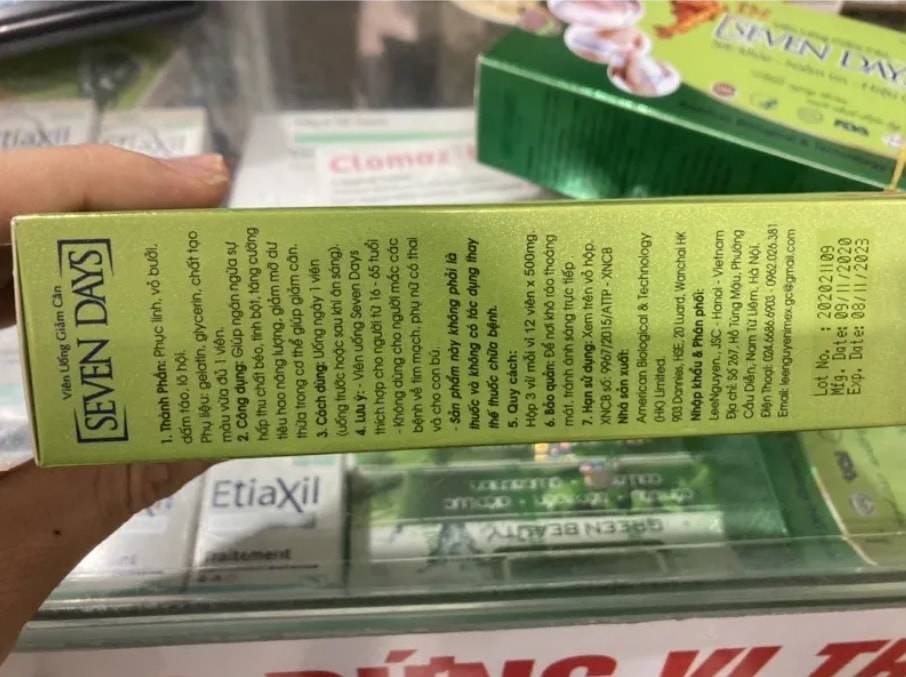 Viên Uống Giảm Cân
SEVEN DAYS
1. Thành Phần: Phục linh, vỏ bưởi,
dấm táo, lô hội.
Phụ liệu: gelatin, glycerin, chất tạo
màu vừa đủ 1 viên.
2. Công dụng: Giúp ngăn ngừa sự
hấp thu chất béo, tinh bột, tăng cường
tiêu hao năng lượng, giảm mỡ dư
thừa trong cơ thể giúp giảm cân.
3. Cách dùng: Uống ngày 1 viên
(uống trước hoặc sau khi ăn sáng).
4. Lưu ý: - Viên uống Seven Days
thích hợp cho người từ 16 - 65 tuổi
- Không dùng cho người mắc các
bệnh về tim mạch, phụ nữ có thai
và cho con bú.
- Sản phẩm này không phải là
thuốc và không có tác dụng thay
thế thuốc chữa bệnh.
5. Quy cách:
Hộp 3 vỉ/ mỗi vỉ 12 viên x 500mg.
6. Bảo quản: Để nơi khô ráo thoáng
mát, tránh ánh sáng trực tiếp
7. Hạn sử dụng: Xem trên vỏ hộp.
XNCB số: 9967/2015/ATTP - XNCB
Nhà sản xuất:
American Biological & Technology
(HK) Limited.
903 Dannies, HSE, 20 Luard, Wanchai HK
Nhập khẩu & Phân phối:
LeeNguyen., JSC - Hanoi - Vietnam
Địa chỉ: Số 267, Hồ Tùng Mậu, Phường
Cầu Diễn, Nam Từ Liêm, Hà Nội.
Điện Thoại: 024.6686.6903 - 0962.026.381
Email: leenguyenimex.gc@gmail.com
Lot No. : 202021109
Mfg. Date: 09/11/2020
Exp. Date: 08/11/2023
SEVEN DAY
Clomaz
Etiaxil
Traitement
GREEN BEAUTY